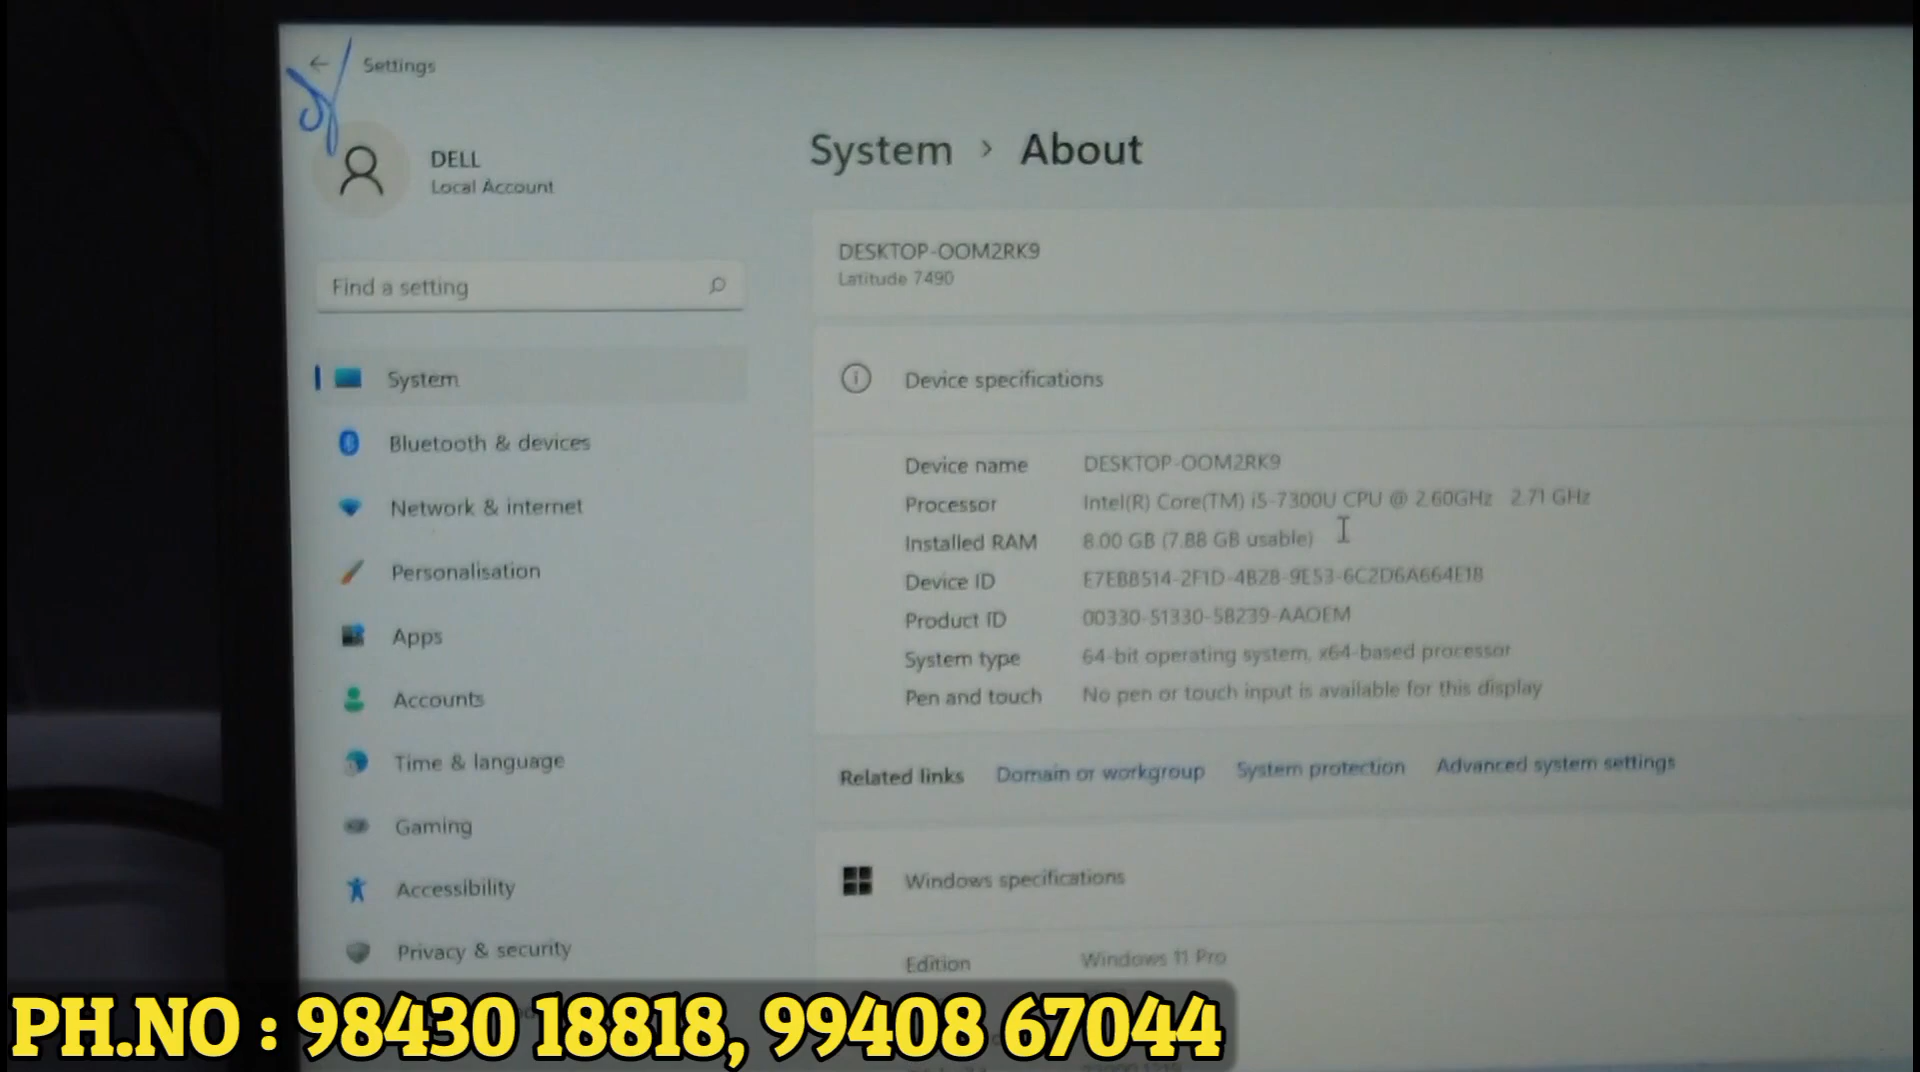 Settings
DELL
Local Account
Find a setting
System
Bluetooth & devices
Network & internet
Personalisation
Apps
Accounts
Time & language
Gaming
Accessibility
Privacy & security
System > About
DESKTOP-OOM2RK9
Latitude 7490
Device specifications
Device name DESKTOP-OOM2RK9
Processor Intel(R) Core(TM) i5-7300U CPU @ 2.60GHz 2.71 GHz
Installed RAM 8.00 GB (7.88 GB usable)
Device ID E7EBB514-2F1D-4B2B-9E53-6C2D6A664E18
Product ID 00330-51330-58239-AAOEM
System type 64-bit operating system, x64-based processor
Pen and touch No pen or touch input is available for this display
Related links Domain or workgroup System protection Advanced system settings
Windows specifications
Edition Windows 11 Pro
PH.NO : 98430 18818, 99408 67044